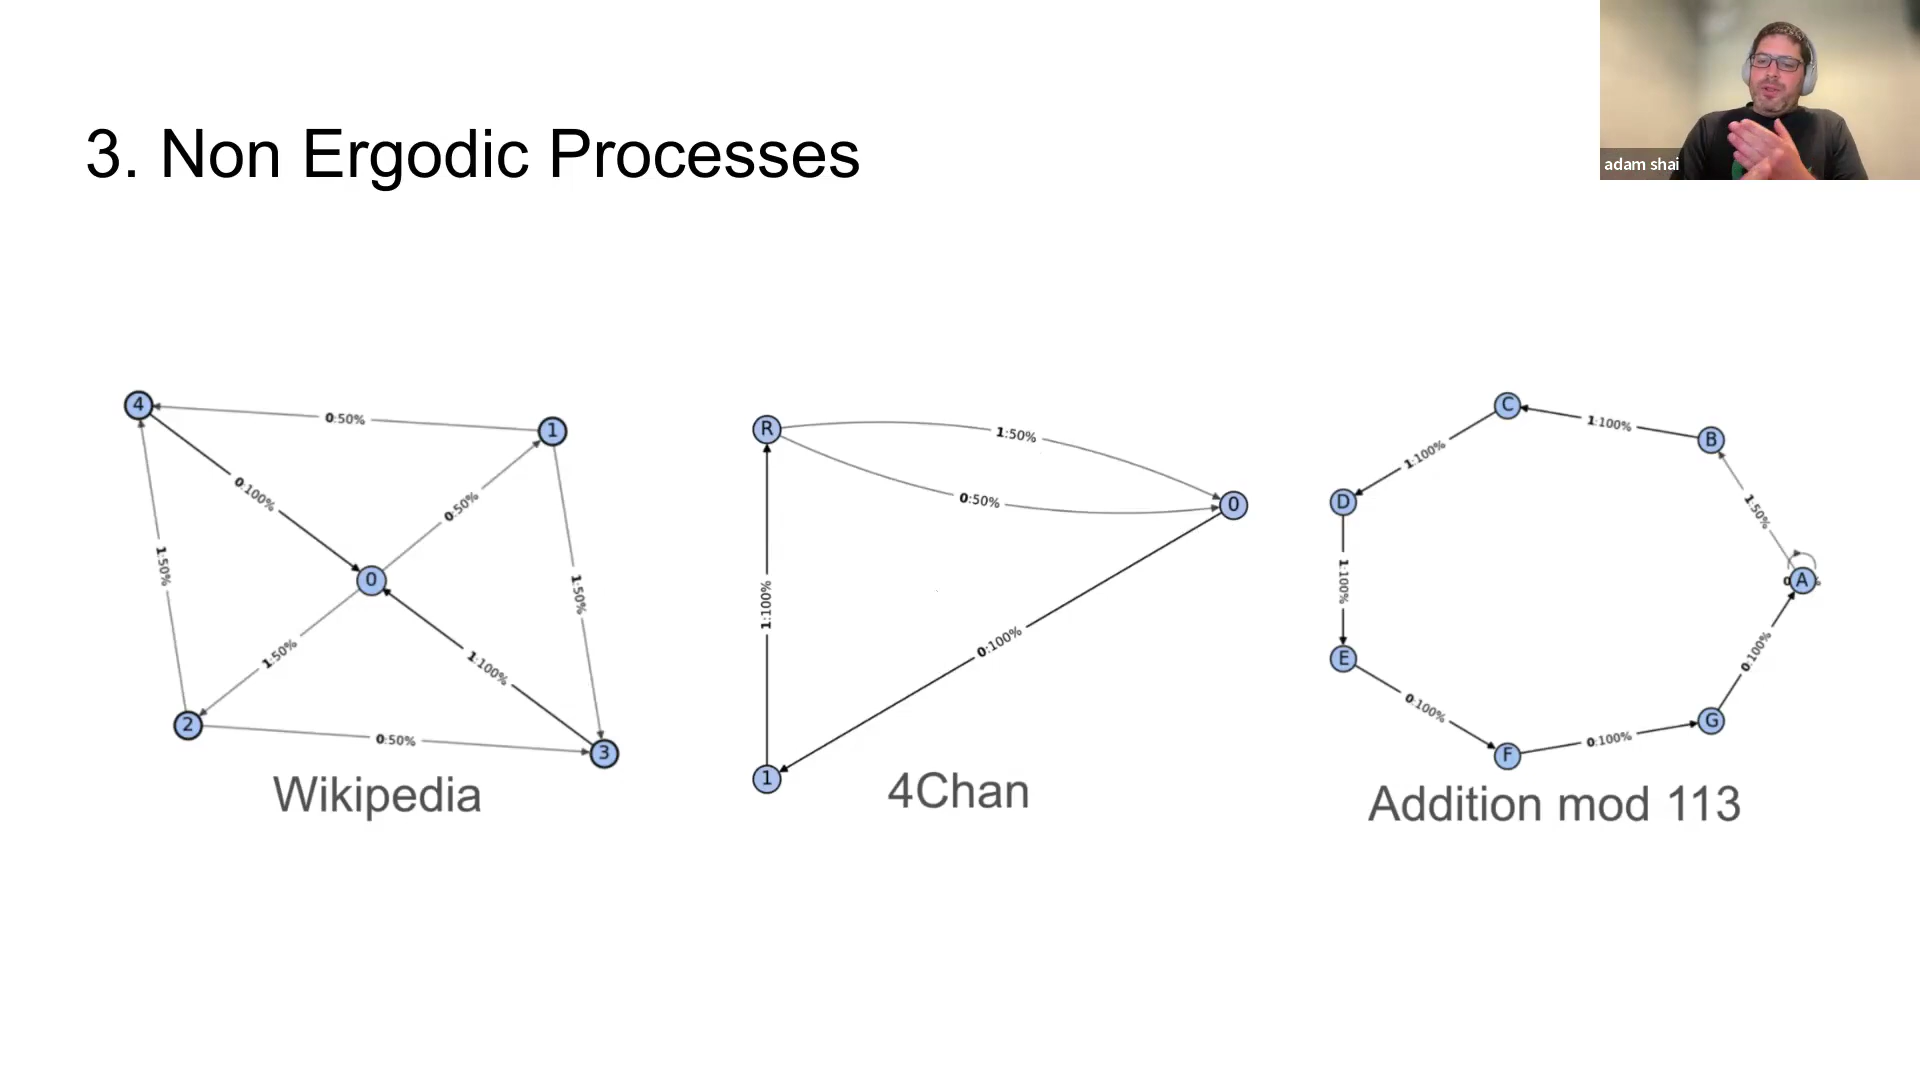 3. Non Ergodic Processes
adam shai
4
0:50%
1
0:100%
0:50%
1:50%
0
1:50%
1:50%
1:100%
2
0:50%
3
Wikipedia
R
1:50%
0:50%
0
1:100%
0:100%
1
4Chan
C
1:100%
B
1:100%
D
1:50%
1:100%
0
A
E
0:100%
0:100%
G
0:100%
F
Addition mod 113